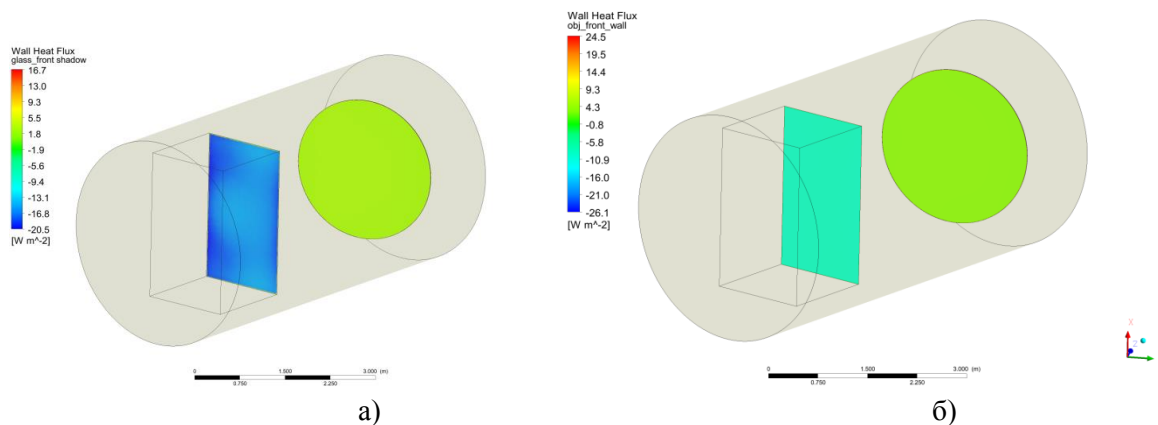 Wall Heat Flux
glass_front shadow
16.7
13.0
9.3
5.6
1.8
-1.9
-5.6
-9.4
-13.1
-16.8
-20.5
[W m^-2]
0 1.500 3.000 (m)
0.750 2.250
а)
Wall Heat Flux
obj_front_wall
24.5
19.4
14.4
9.3
4.3
-0.8
-5.8
-10.9
-16.0
-21.0
-26.1
[W m^-2]
0 1.500 3.000 (m)
0.750 2.250
X
Z
б)